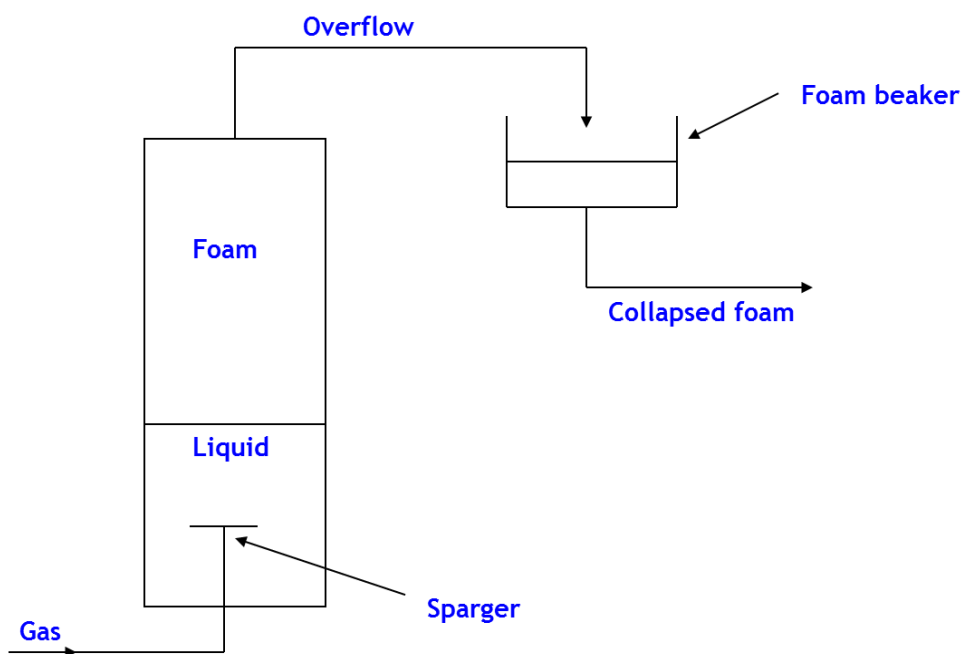 Overflow
Foam beaker
Foam
Collapsed foam
Liquid
Sparger
Gas